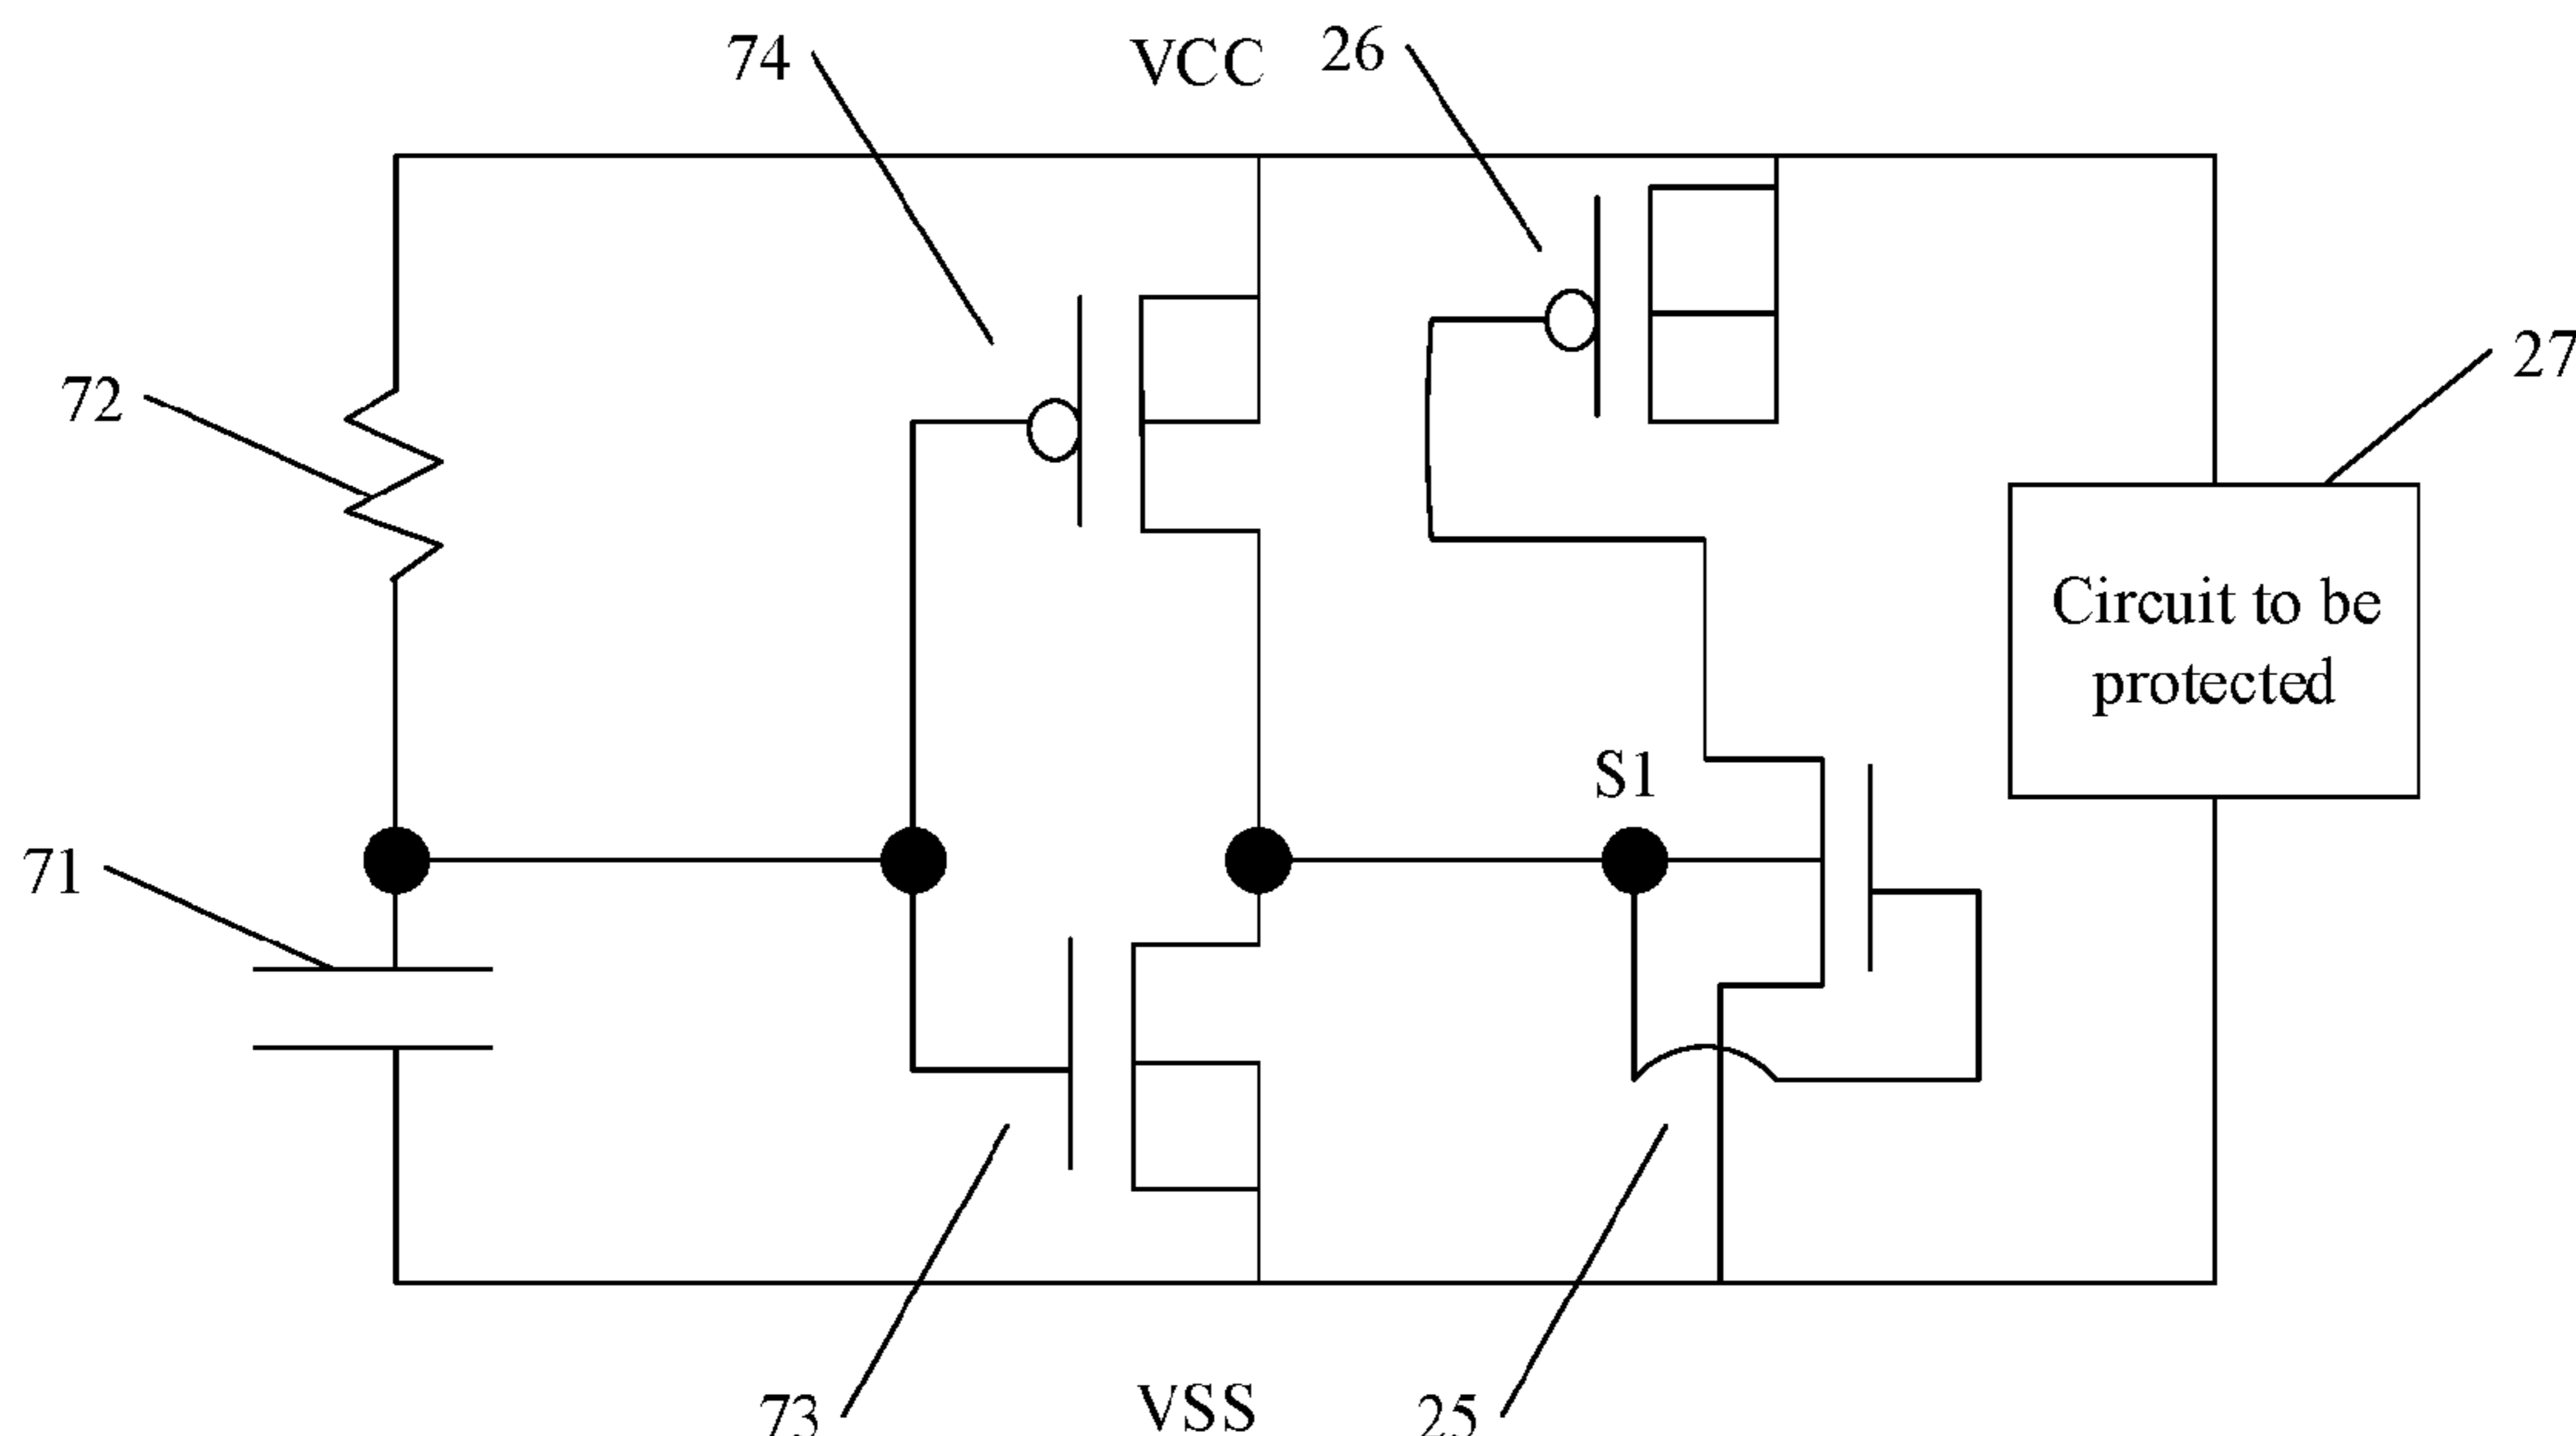 74
VCC
26
72
27
Circuit to be
protected
S1
71
73
VSS
25